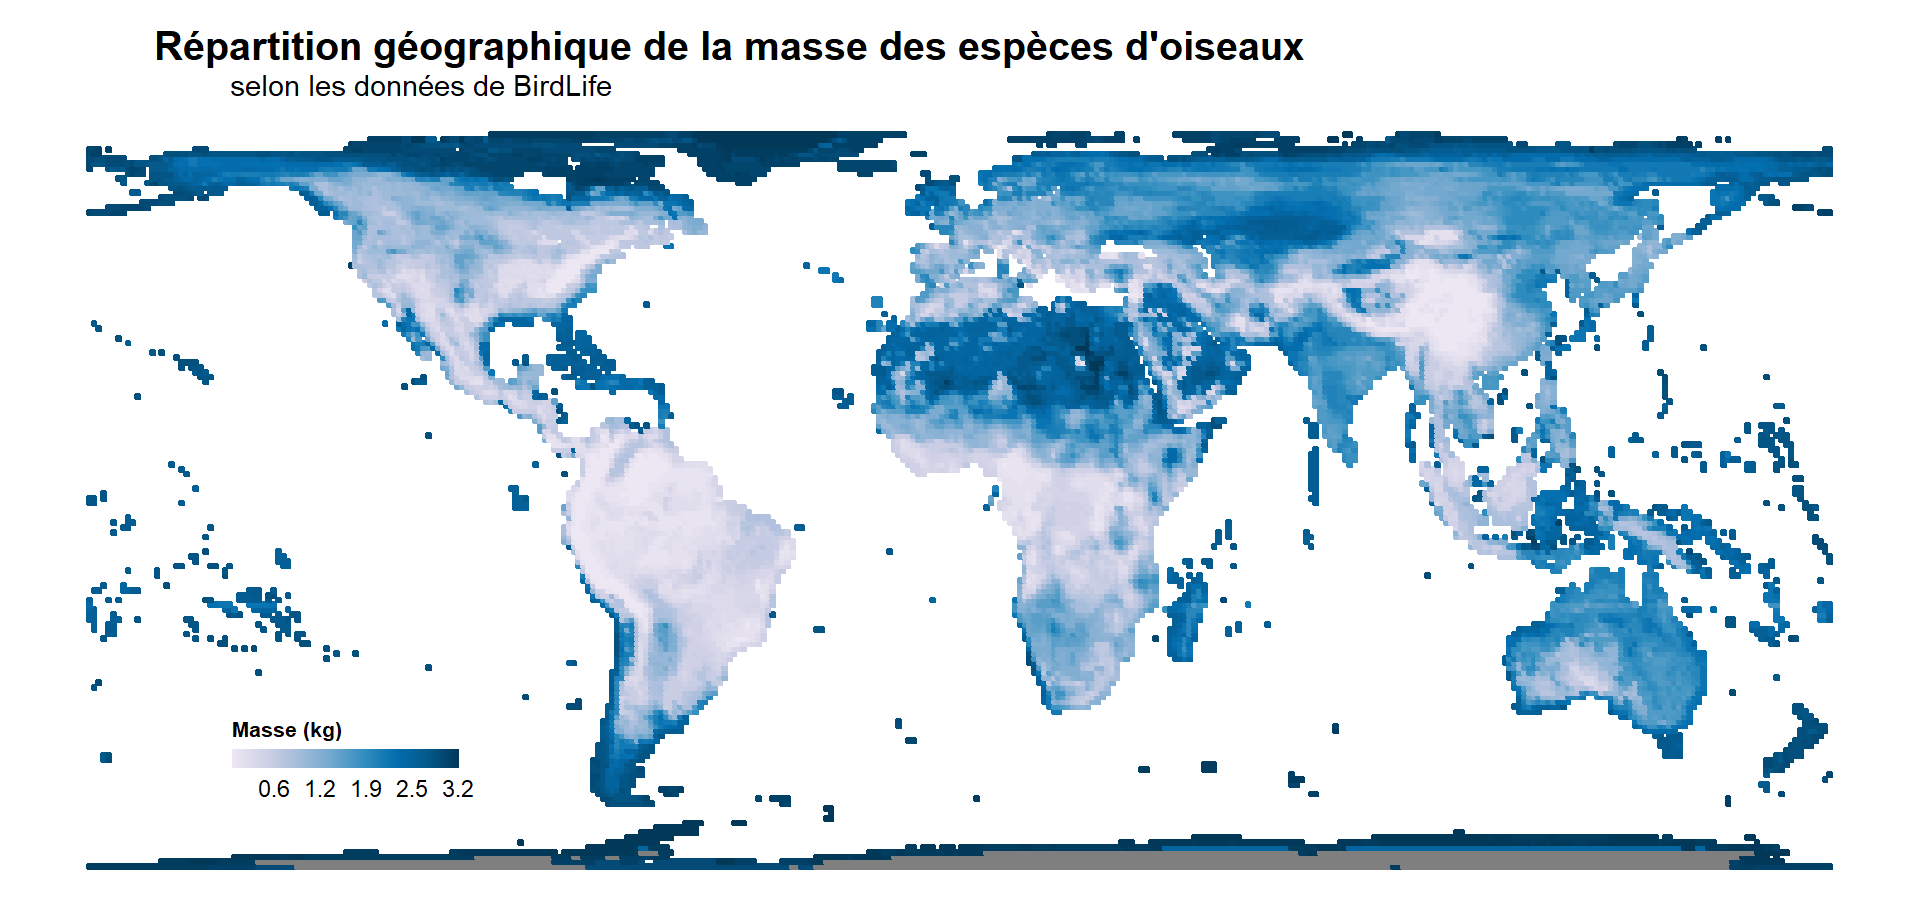 Répartition géographique de la masse des espèces d'oiseaux
selon les données de BirdLife
Masse (kg)
0.6 1.2 1.9 2.5 3.2